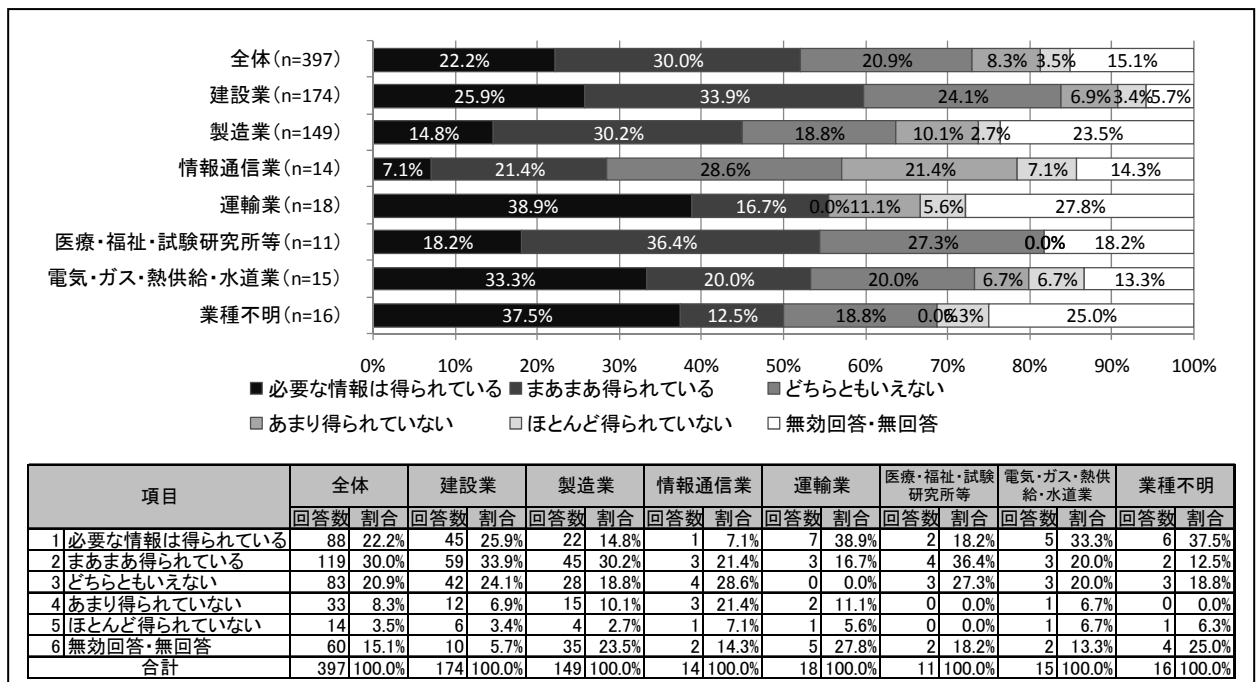 全体(n=397) 22.2% 30.0% 20.9% 8.3% 3.5% 15.1%
建設業(n=174) 25.9% 33.9% 24.1% 6.9% 3.4% 5.7%
製造業(n=149) 14.8% 30.2% 18.8% 10.1% 2.7% 23.5%
情報通信業(n=14) 7.1% 21.4% 28.6% 21.4% 7.1% 14.3%
運輸業(n=18) 38.9% 16.7% 0.0% 11.1% 5.6% 27.8%
医療・福祉・試験研究所等(n=11) 18.2% 36.4% 27.3% 0.0% 0.0% 18.2%
電気・ガス・熱供給・水道業(n=15) 33.3% 20.0% 20.0% 6.7% 6.7% 13.3%
業種不明(n=16) 37.5% 12.5% 18.8% 0.0% 6.3% 25.0%
0% 10% 20% 30% 40% 50% 60% 70% 80% 90% 100%
必要な情報は得られている まあまあ得られている どちらともいえない
あまり得られていない ほとんど得られていない 無効回答・無回答
項目 全体 建設業 製造業 情報通信業 運輸業 医療・福祉・試験研究所等 電気・ガス・熱供給・水道業 業種不明
回答数 割合 回答数 割合 回答数 割合 回答数 割合 回答数 割合 回答数 割合 回答数 割合 回答数 割合
1 必要な情報は得られている 88 22.2% 45 25.9% 22 14.8% 1 7.1% 7 38.9% 2 18.2% 5 33.3% 6 37.5%
2 まあまあ得られている 119 30.0% 59 33.9% 45 30.2% 3 21.4% 3 16.7% 4 36.4% 3 20.0% 2 12.5%
3 どちらともいえない 83 20.9% 42 24.1% 28 18.8% 4 28.6% 0 0.0% 3 27.3% 3 20.0% 3 18.8%
4 あまり得られていない 33 8.3% 12 6.9% 15 10.1% 3 21.4% 2 11.1% 0 0.0% 1 6.7% 0 0.0%
5 ほとんど得られていない 14 3.5% 6 3.4% 4 2.7% 1 7.1% 1 5.6% 0 0.0% 1 6.7% 1 6.3%
6 無効回答・無回答 60 15.1% 10 5.7% 35 23.5% 2 14.3% 5 27.8% 2 18.2% 2 13.3% 4 25.0%
合計 397 100.0% 174 100.0% 149 100.0% 14 100.0% 18 100.0% 11 100.0% 15 100.0% 16 100.0%